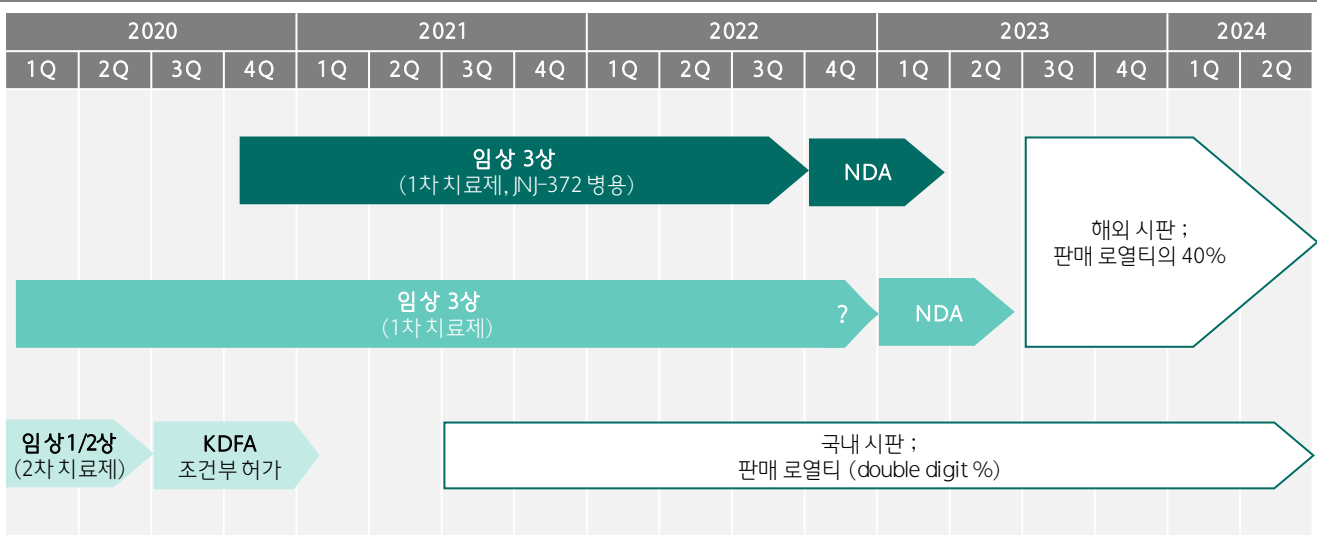 2020 2021 2022 2023 2024
1Q 2Q 3Q 4Q 1Q 2Q 3Q 4Q 1Q 2Q 3Q 4Q 1Q 2Q 3Q 4Q 1Q 2Q
임상 3상
(1차 치료제, JNJ-372 병용)
NDA
해외 시판 ;
판매 로열티의 40%
임상 3상
(1차 치료제)
?
NDA
임상1/2상
(2차 치료제)
KDFA
조건부 허가
국내 시판 ;
판매 로열티 (double digit %)